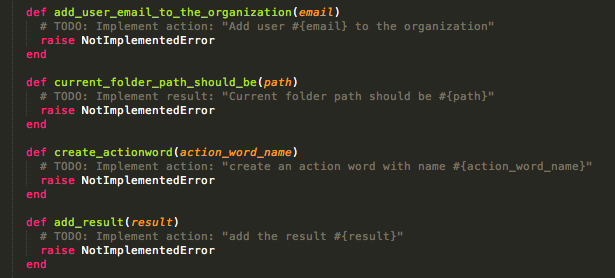 def add_user_email_to_the_organization(email)
# TODO: Implement action: "Add user #{email} to the organization"
raise NotImplementedError
end
def current_folder_path_should_be(path)
# TODO: Implement result: "Current folder path should be #{path}"
raise NotImplementedError
end
def create_actionword(action_word_name)
# TODO: Implement action: "create an action word with name #{action_word_name}"
raise NotImplementedError
end
def add_result(result)
# TODO: Implement action: "add the result #{result}"
raise NotImplementedError
end